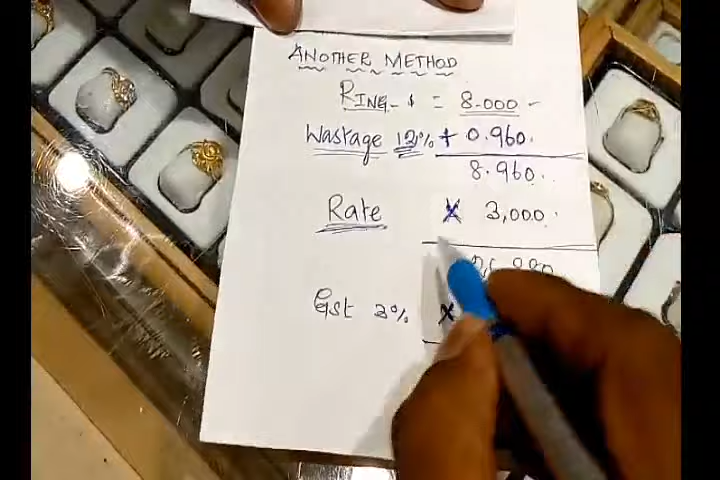 ANOTHER METHOD
RING - 1 = 8.000 -
Wastage 12% + 0.960.
8.960.
Rate X 3,000.
Gst 3% X